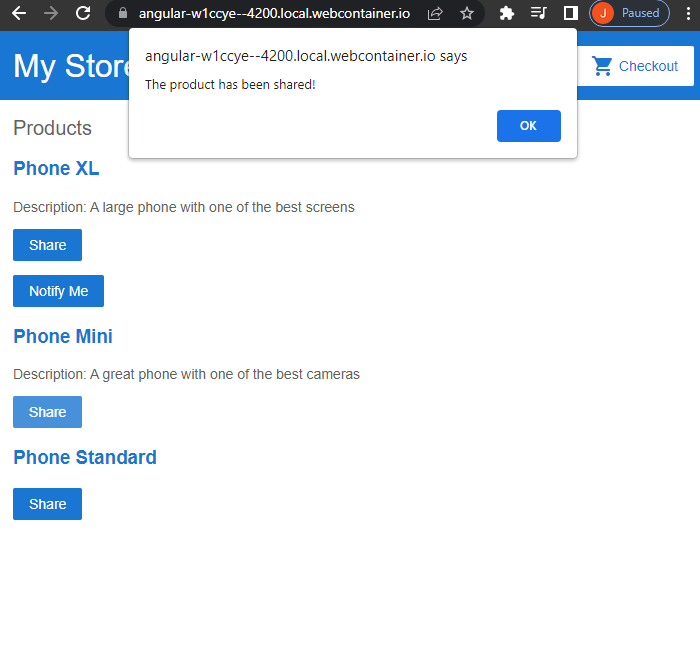 angular-w1ccye--4200.local.webcontainer.io
J Paused
My Store
Checkout
angular-w1ccye--4200.local.webcontainer.io says
The product has been shared!
OK
Products
Phone XL
Description: A large phone with one of the best screens
Share
Notify Me
Phone Mini
Description: A great phone with one of the best cameras
Share
Phone Standard
Share